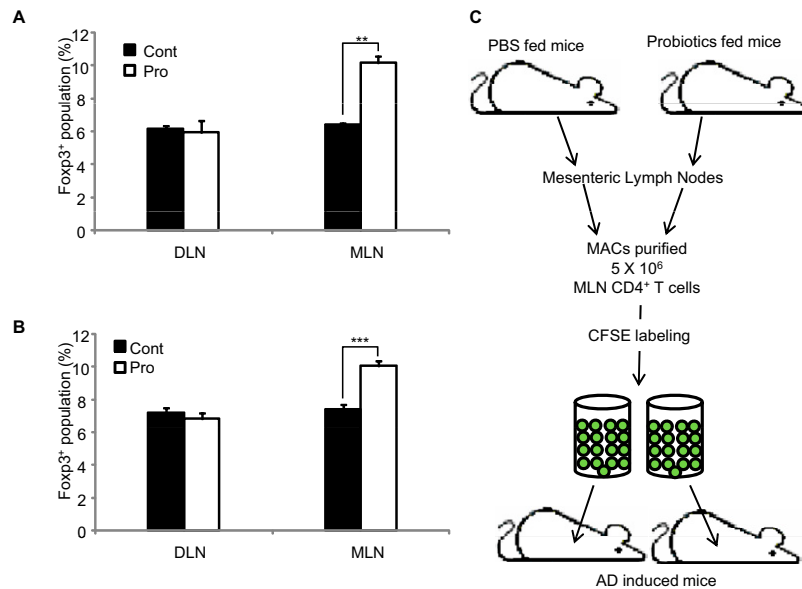 A
Foxp3⁺ population (%)
12
10
8
6
4
2
0
Cont
Pro
**
DLN
MLN
B
Foxp3⁺ population (%)
12
10
8
6
4
2
0
Cont
Pro
***
DLN
MLN
C
PBS fed mice
Probiotics fed mice
Mesenteric Lymph Nodes
MACs purified
5 X 10⁶
MLN CD4⁺ T cells
CFSE labeling
AD induced mice